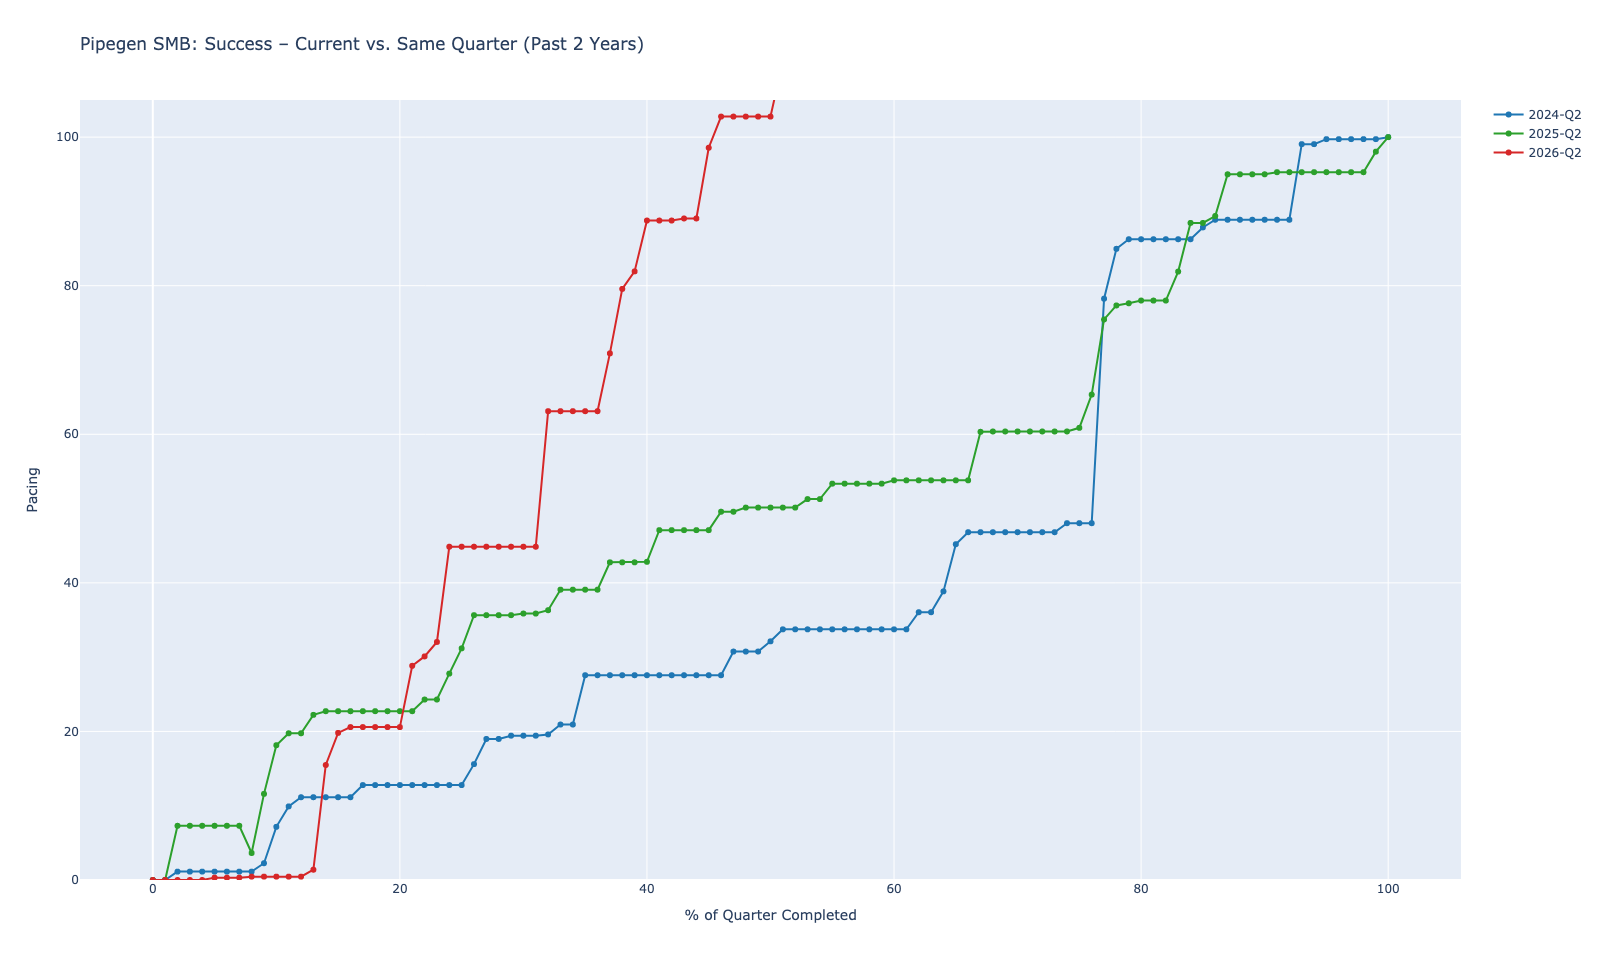 Pipegen SMB: Success – Current vs. Same Quarter (Past 2 Years)
2024-Q2
2025-Q2
2026-Q2
100
80
60
40
20
0
Pacing
0 20 40 60 80 100
% of Quarter Completed